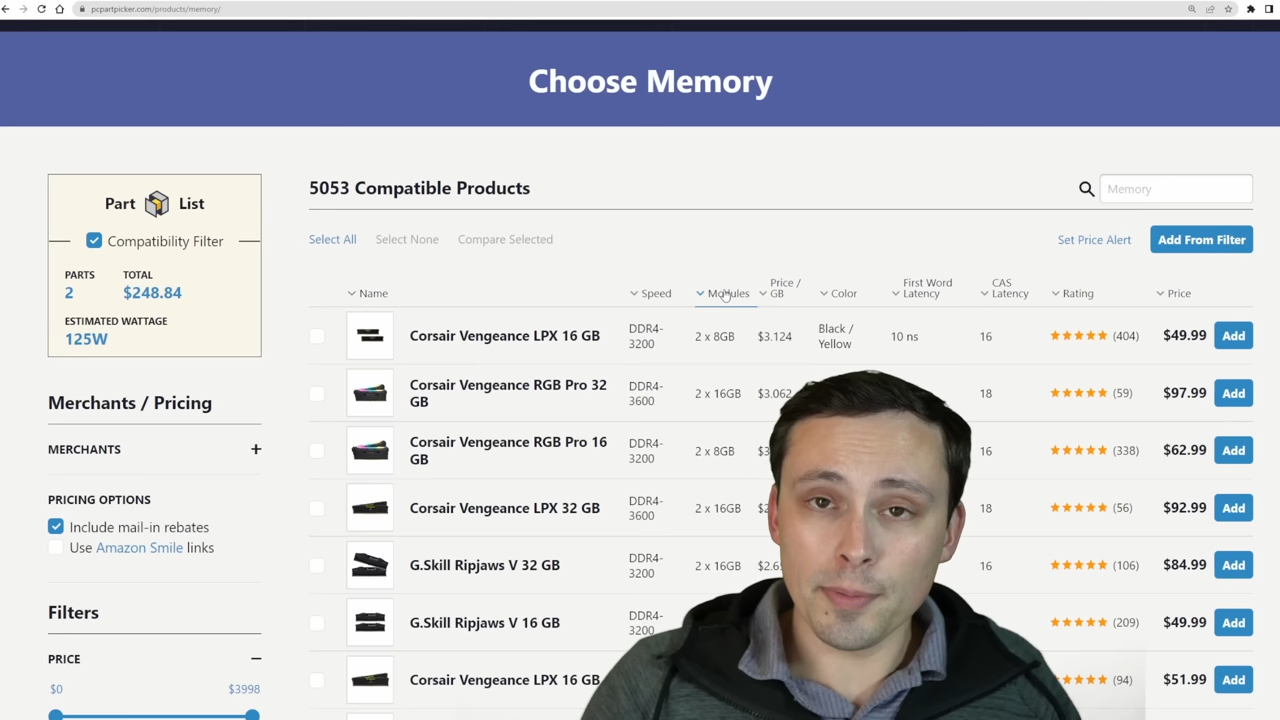 pcpartpicker.com/products/memory/
Choose Memory
Part List
Compatibility Filter
PARTS TOTAL
2 $248.84
ESTIMATED WATTAGE
125W
Merchants / Pricing
MERCHANTS +
PRICING OPTIONS
Include mail-in rebates
Use Amazon Smile links
Filters
PRICE
$0 $3998
5053 Compatible Products
Memory
Select All Select None Compare Selected Set Price Alert Add From Filter
Name Speed Modules Price / GB Color First Word Latency CAS Latency Rating Price
Corsair Vengeance LPX 16 GB DDR4-3200 2 x 8GB $3.124 Black / Yellow 10 ns 16 (404) $49.99 Add
Corsair Vengeance RGB Pro 32 GB DDR4-3600 2 x 16GB $3.062 18 (59) $97.99 Add
Corsair Vengeance RGB Pro 16 GB DDR4-3200 2 x 8GB 16 (338) $62.99 Add
Corsair Vengeance LPX 32 GB DDR4-3600 2 x 16GB 18 (56) $92.99 Add
G.Skill Ripjaws V 32 GB DDR4-3200 2 x 16GB 16 (106) $84.99 Add
G.Skill Ripjaws V 16 GB DDR4-3200 (209) $49.99 Add
Corsair Vengeance LPX 16 GB (94) $51.99 Add